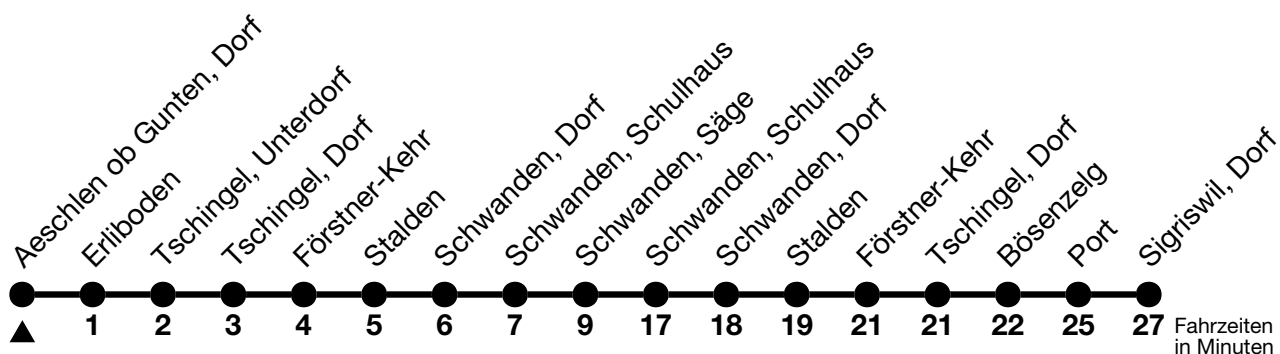 Aeschlen ob Gunten, Dorf
Erliboden
Tschingel, Unterdorf
Tschingel, Dorf
Förstner-Kehr
Stalden
Schwanden, Dorf
Schwanden, Schulhaus
Schwanden, Säge
Schwanden, Schulhaus
Schwanden, Dorf
Stalden
Förstner-Kehr
Tschingel, Dorf
Bösenzelg
Port
Sigriswil, Dorf
1 2 3 4 5 6 7 9 17 18 19 21 21 22 25 27
Fahrzeiten
in Minuten